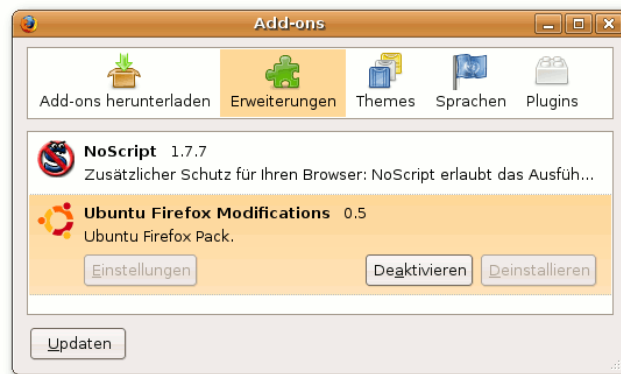 Add-ons
Add-ons herunterladen Erweiterungen Themes Sprachen Plugins
NoScript 1.7.7
Zusätzlicher Schutz für Ihren Browser: NoScript erlaubt das Ausfüh...
Ubuntu Firefox Modifications 0.5
Ubuntu Firefox Pack.
Einstellungen Deaktivieren Deinstallieren
Updaten